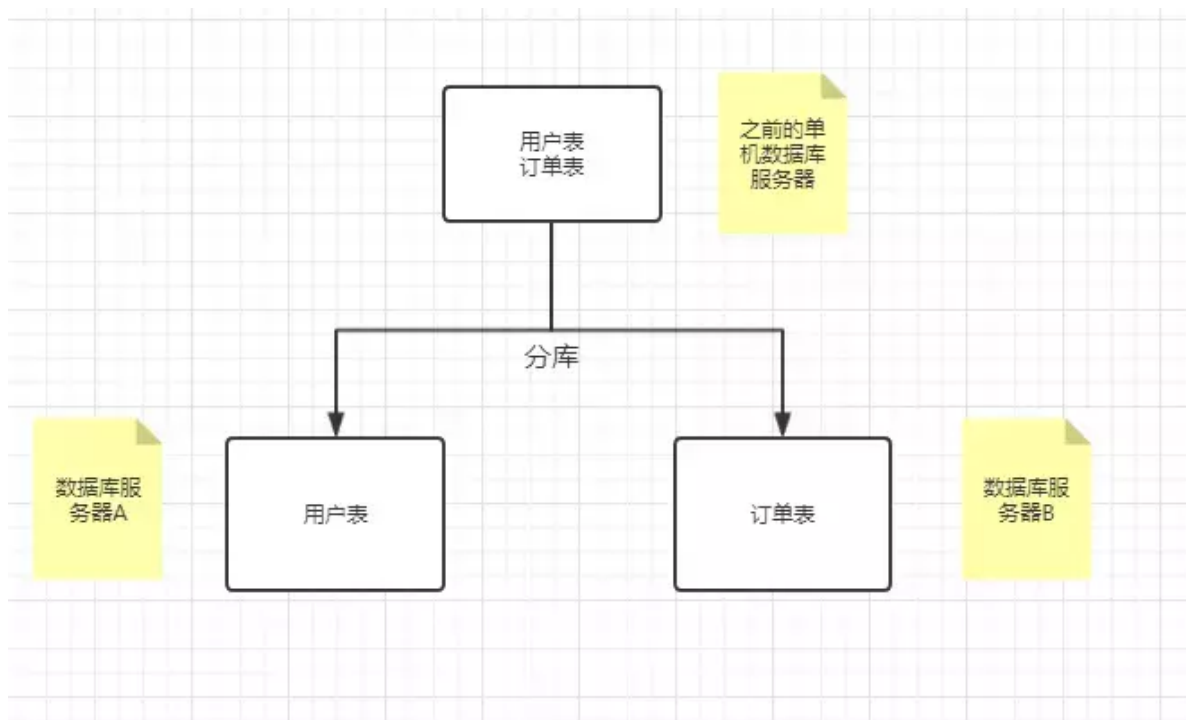 用户表
订单表
之前的单
机数据库
服务器
分库
数据库服
务器A
用户表
订单表
数据库服
务器B